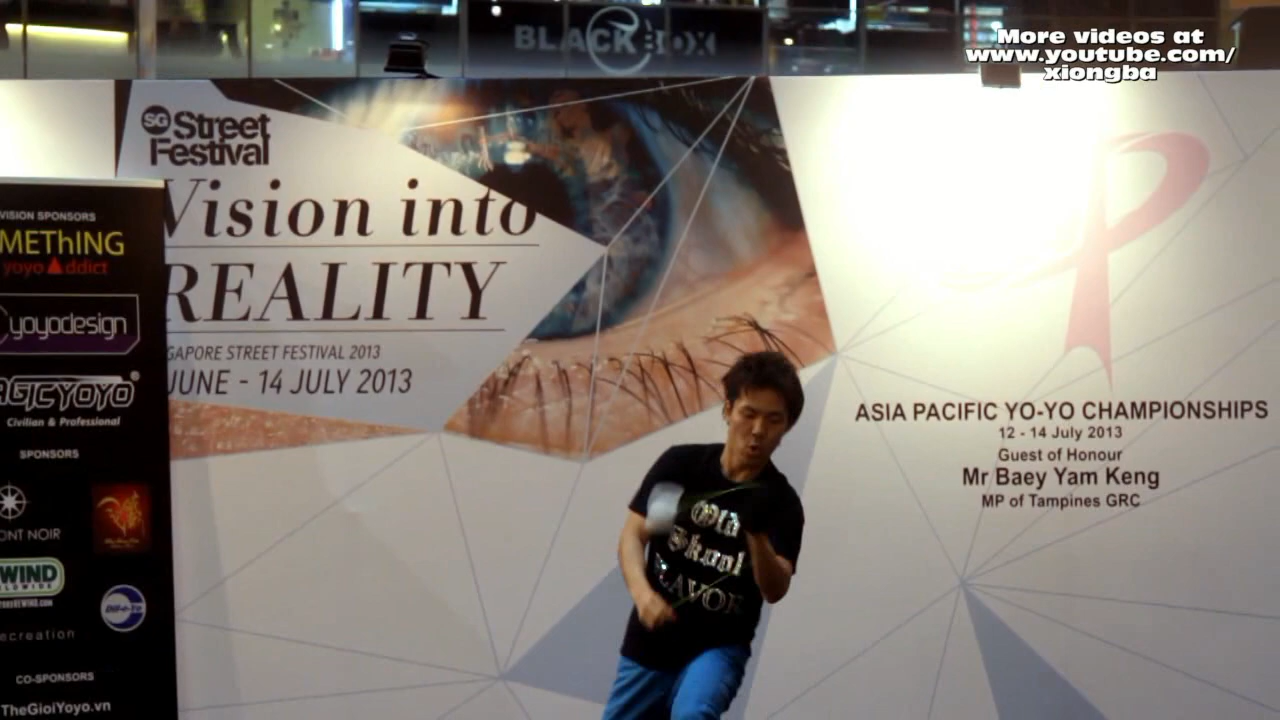 BLACK BOX
More videos at
www.youtube.com/
xiongba
SG Street
Festival
Vision into
REALITY
GAPORE STREET FESTIVAL 2013
JUNE - 14 JULY 2013
VISION SPONSORS
METhING
yoyo Addict
yoyodesign
AGICYOYO
Civilian & Professional
SPONSORS
ONT NOIR
WIND
ecreation
CO-SPONSORS
TheGioiYoyo.vn
Old
Skool
FLAVOR
ASIA PACIFIC YO-YO CHAMPIONSHIPS
12 - 14 July 2013
Guest of Honour
Mr Baey Yam Keng
MP of Tampines GRC